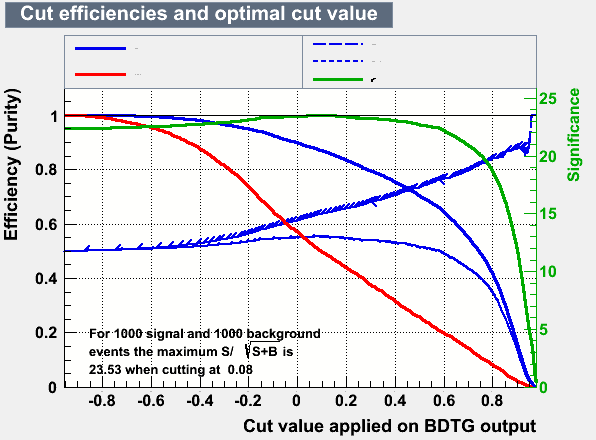 Cut efficiencies and optimal cut value
Efficiency (Purity)
Significance
1
0.8
0.6
0.4
0.2
0
25
20
15
10
5
0
For 1000 signal and 1000 background
events the maximum S/ √S+B is
23.53 when cutting at 0.08
-0.8 -0.6 -0.4 -0.2 0 0.2 0.4 0.6 0.8
Cut value applied on BDTG output